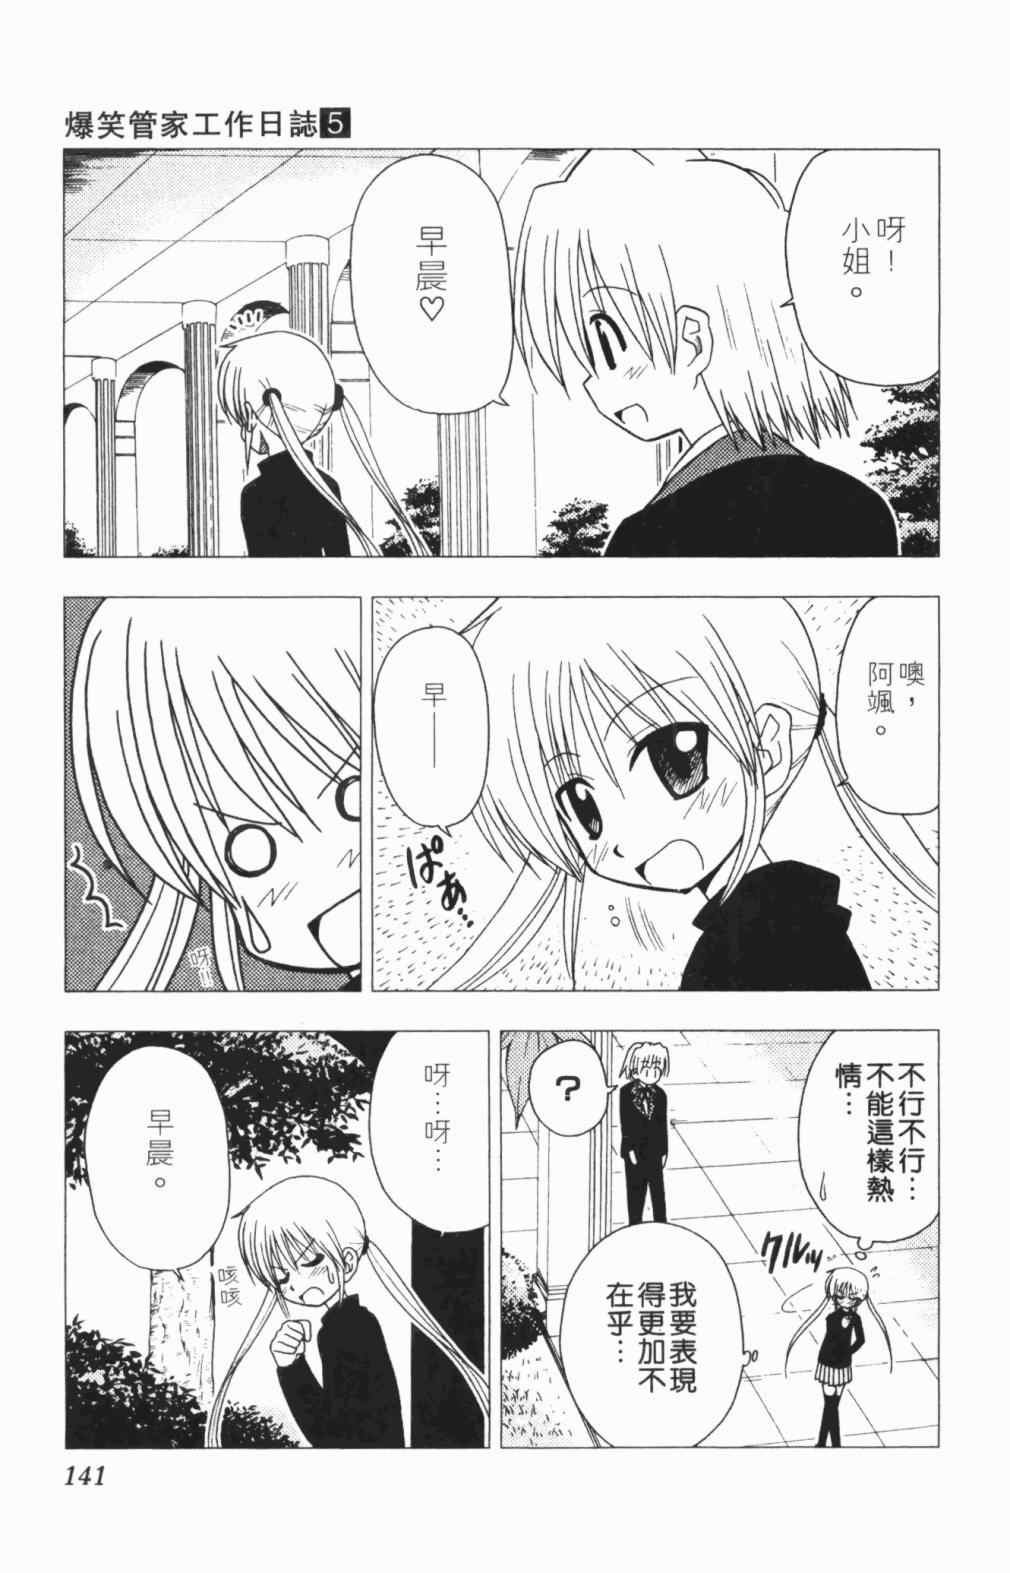 爆笑管家工作日誌5
呀！
小姐。
早晨♡
噢，
阿颯。
早—
ぱぁ…
呀!!
不行不行…
不能這樣熱
情…
？
クルッ
我要表現
得更加不
在乎…
呀…呀…
咳咳
早晨。
141